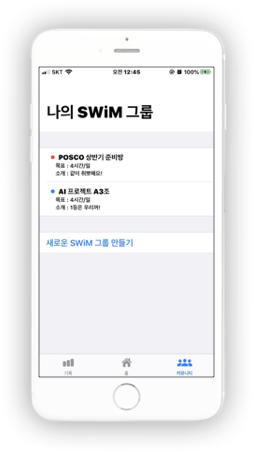 SKT 오전 12:45 100%
나의 SWiM 그룹
POSCO 상반기 준비방
목표 : 4시간/일
소개 : 같이 취뽀해요!
AI 프로젝트 A3조
목표 : 4시간/일
소개 : 1등은 우리꺼!
새로운 SWiM 그룹 만들기
기록 홈 커뮤니티